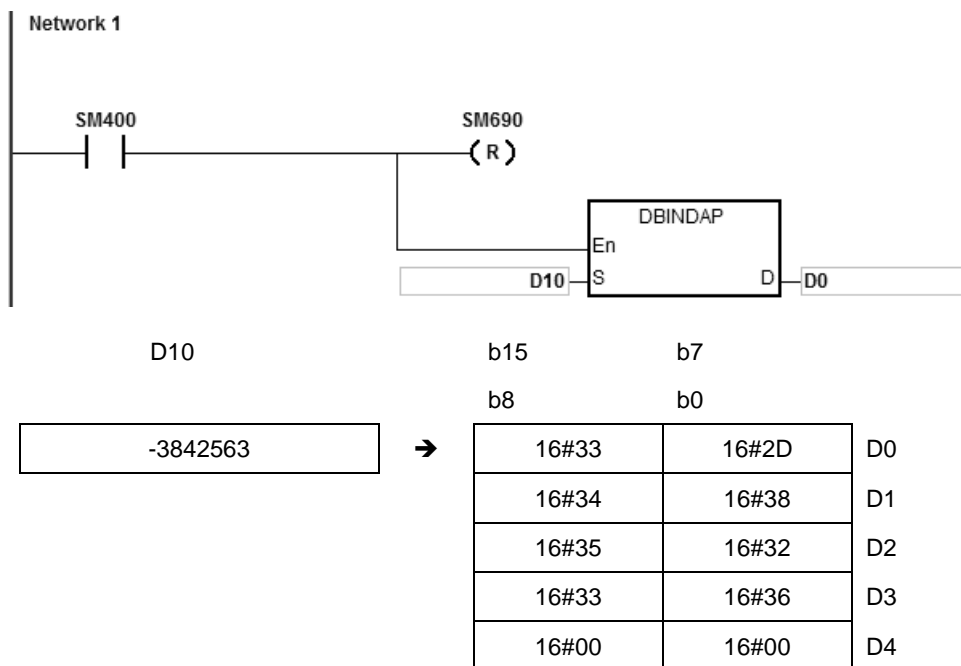 Network 1
SM400 SM690
( R )
DBINDAP
En
D10 S D D0
D10 b15 b7
b8 b0
-3842563 ➔ 16#33 16#2D D0
16#34 16#38 D1
16#35 16#32 D2
16#33 16#36 D3
16#00 16#00 D4